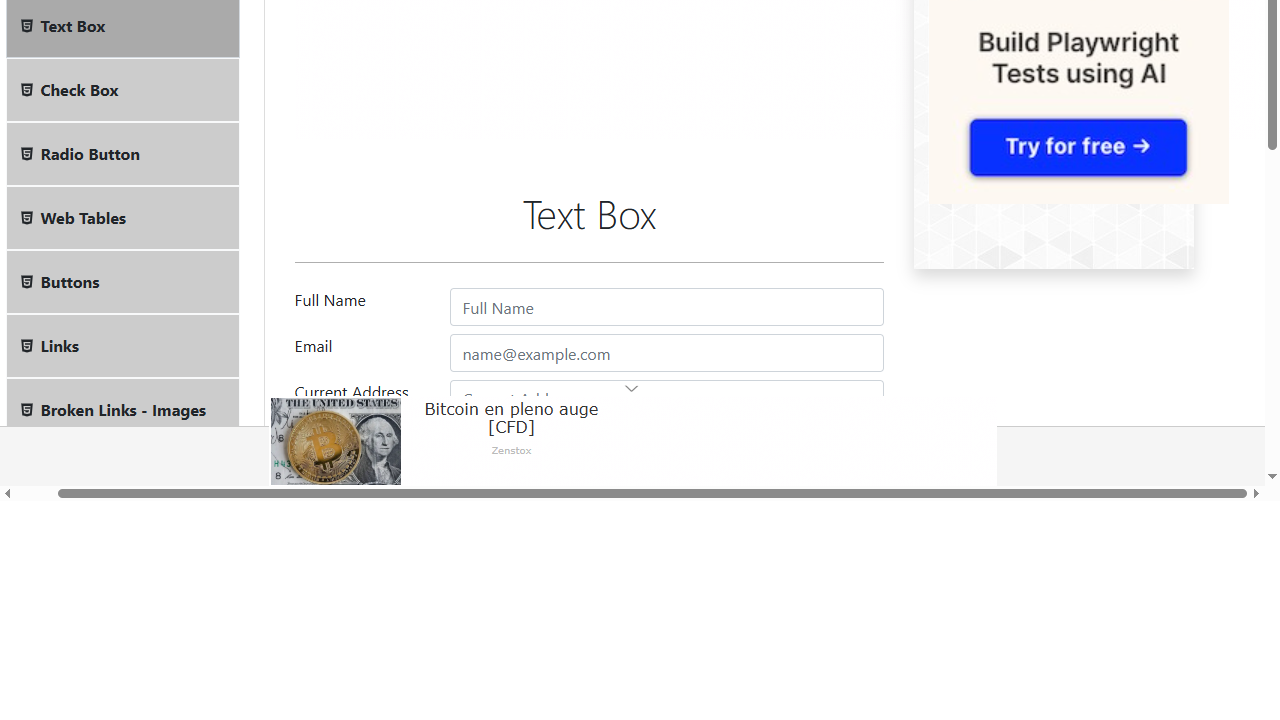 Text Box
Check Box
Radio Button
Web Tables
Buttons
Links
Broken Links - Images
Text Box
Full Name
Full Name
Email
name@example.com
Current Address
Build Playwright
Tests using AI
Try for free →
THE UNITED STATES
Bitcoin en pleno auge
[CFD]
Zenstox